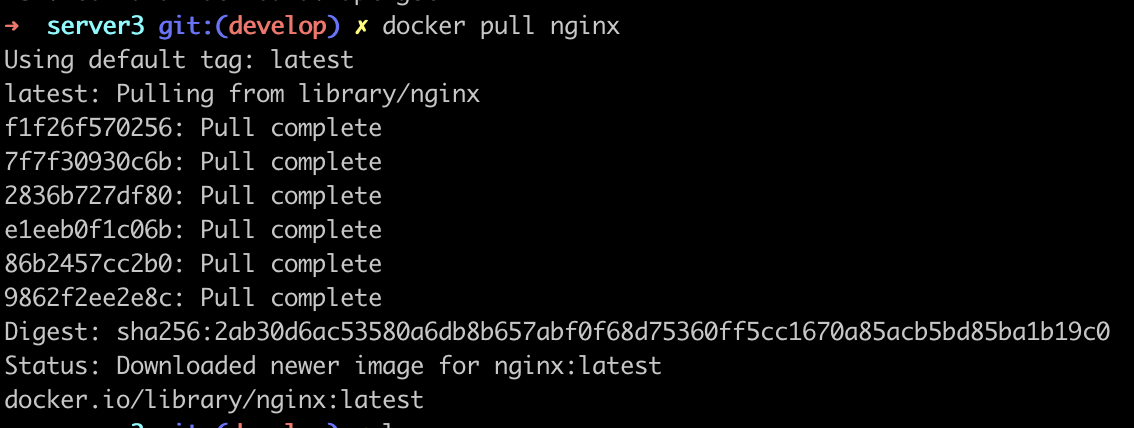 ➜  server3 git:(develop) ✗ docker pull nginx
Using default tag: latest
latest: Pulling from library/nginx
f1f26f570256: Pull complete
7f7f30930c6b: Pull complete
2836b727df80: Pull complete
e1eeb0f1c06b: Pull complete
86b2457cc2b0: Pull complete
9862f2ee2e8c: Pull complete
Digest: sha256:2ab30d6ac53580a6db8b657abf0f68d75360ff5cc1670a85acb5bd85ba1b19c0
Status: Downloaded newer image for nginx:latest
docker.io/library/nginx:latest